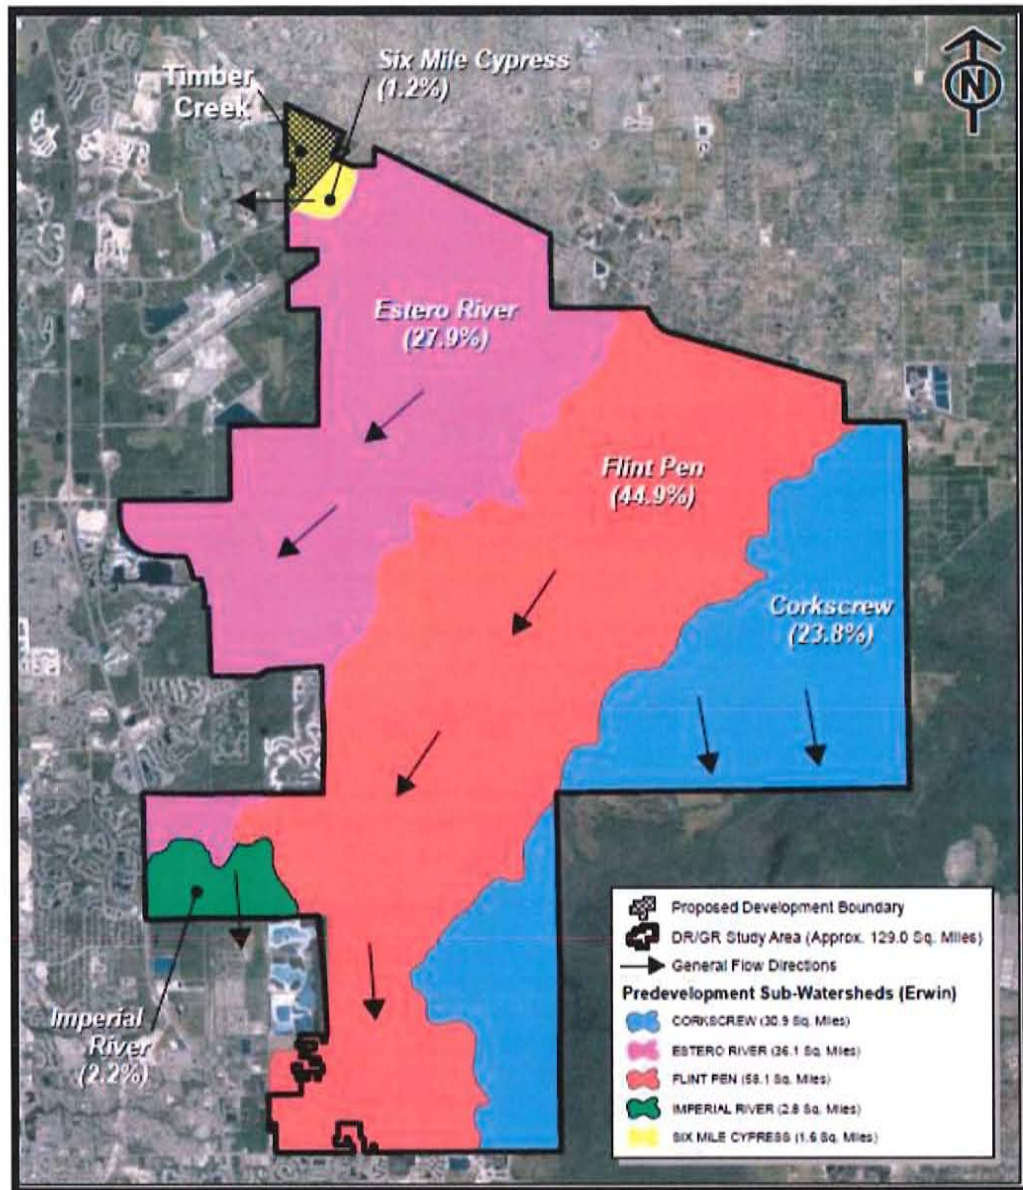 Six Mile Cypress
(1.2%)
Timber
Creek
N
Estero River
(27.9%)
Flint Pen
(44.9%)
Corkscrew
(23.8%)
Imperial
River
(2.2%)
Proposed Development Boundary
DR/GR Study Area (Approx. 129.0 Sq. Miles)
General Flow Directions
Predevelopment Sub-Watersheds (Erwin)
CORKSCREW (30.9 Sq. Miles)
ESTERO RIVER (36.1 Sq. Miles)
FLINT PEN (58.1 Sq. Miles)
IMPERIAL RIVER (2.8 Sq. Miles)
SIX MILE CYPRESS (1.6 Sq. Miles)